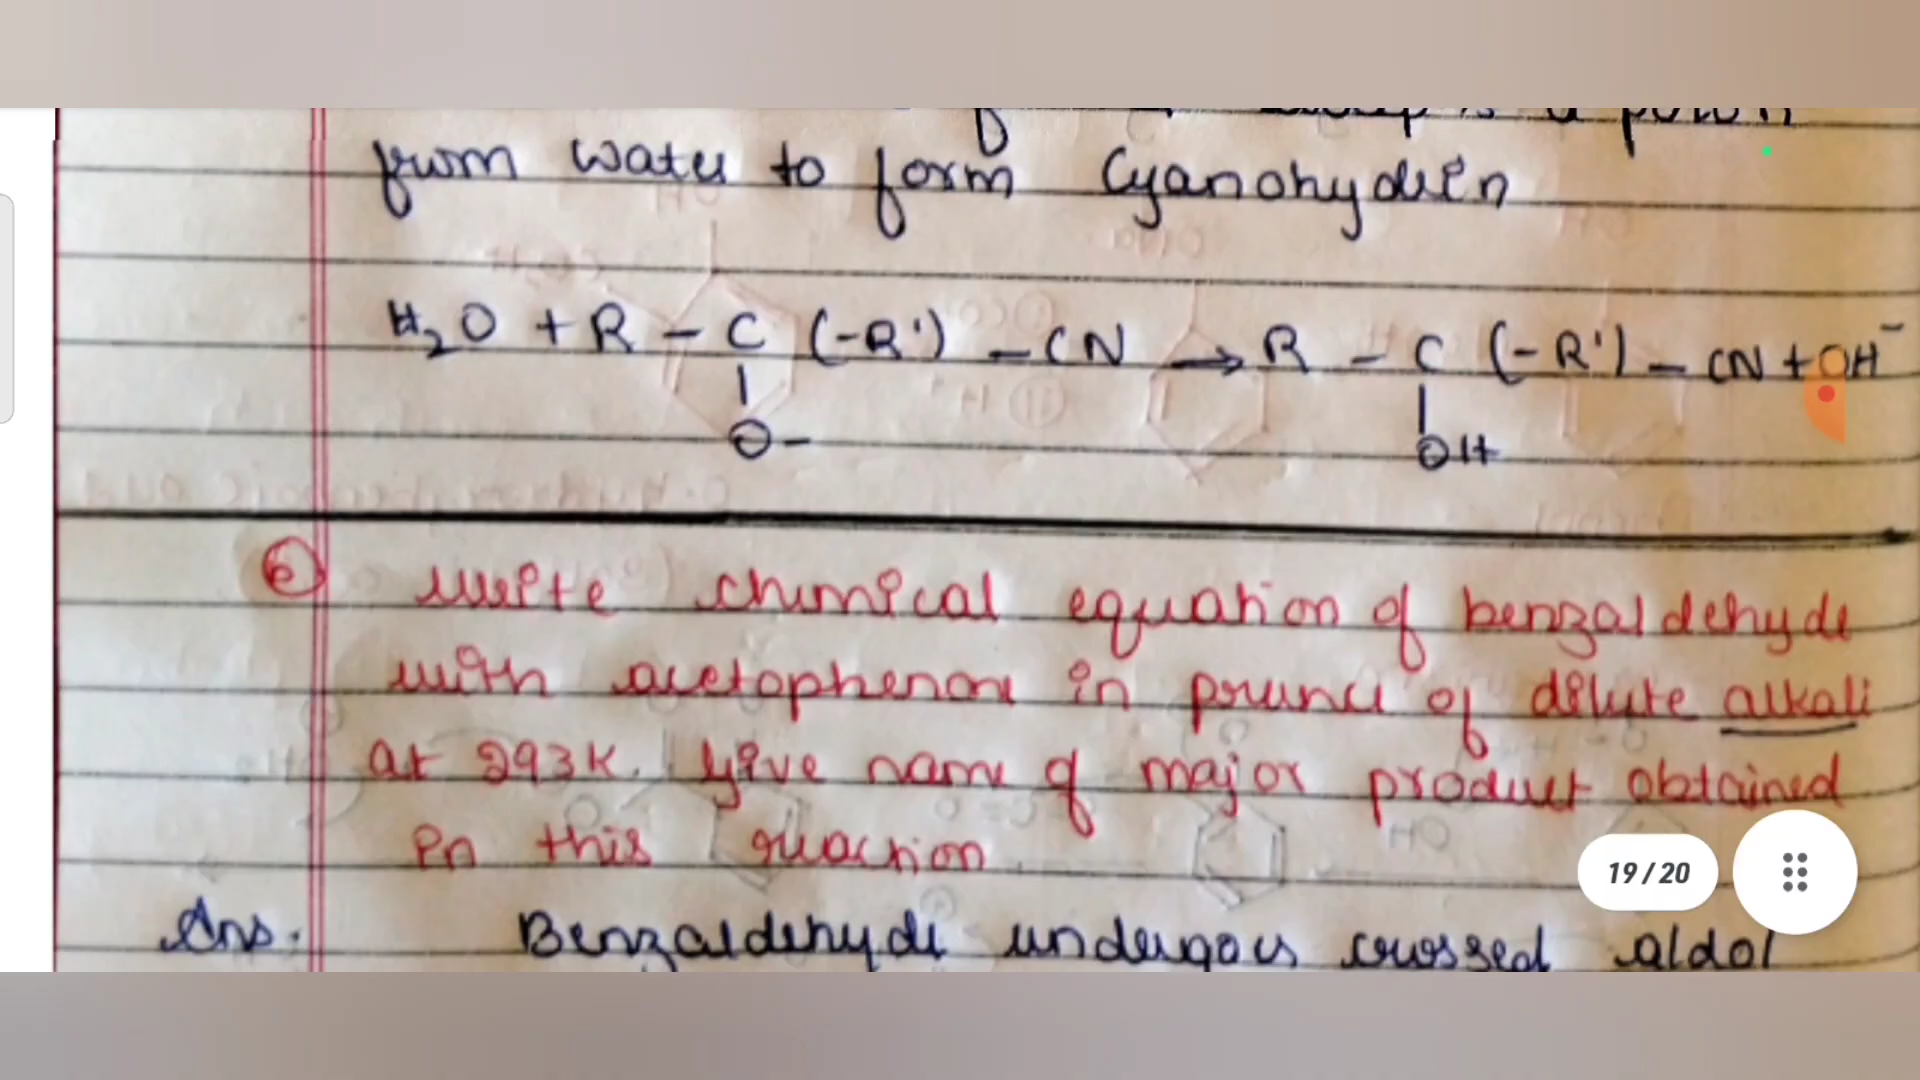 from water to form Cyanohydrin
H₂O + R - C (-R') - CN → R - C (-R') - CN + OH⁻
| |
O- OH
6 write chemical equation of benzaldehyde
with acetophenone in presence of dilute alkali
at 293K. Give name of major product obtained
in this reaction
Ans. Benzaldehyde undergoes crossed aldol
19/20